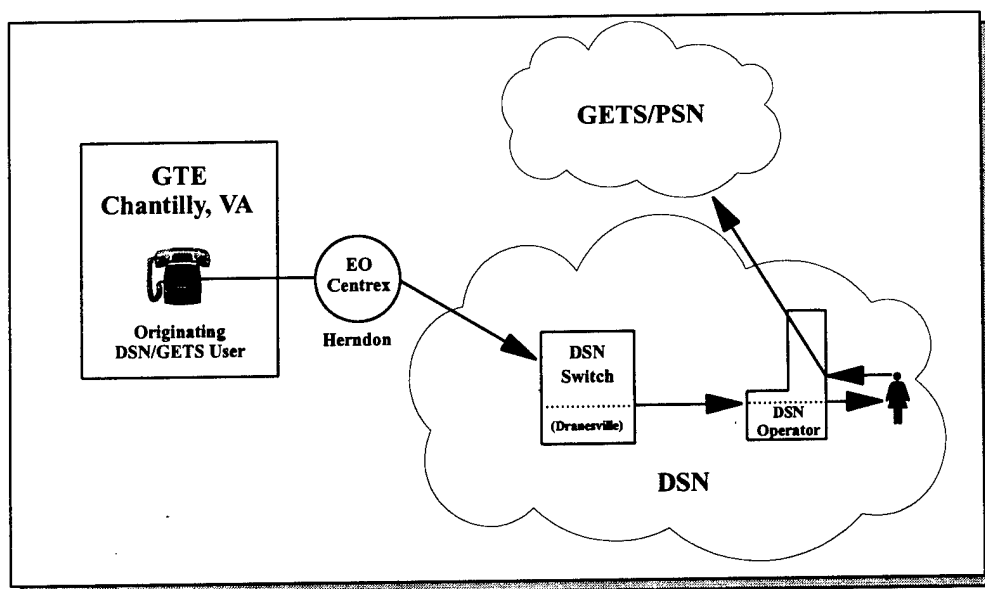 GETS/PSN
GTE
Chantilly, VA
Originating
DSN/GETS User
EO
Centrex
Herndon
DSN
Switch
(Dranesville)
DSN
Operator
DSN